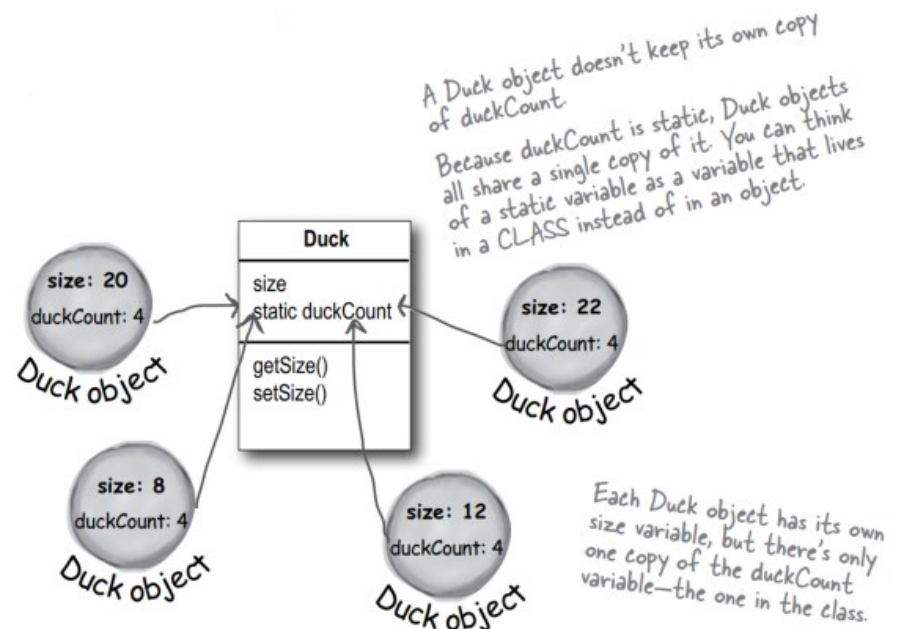 A Duck object doesn't keep its own copy
of duckCount.
Because duckCount is static, Duck objects
all share a single copy of it. You can think
of a static variable as a variable that lives
in a CLASS instead of in an object.
Duck
size
static duckCount
getSize()
setSize()
size: 20
duckCount: 4
Duck object
size: 22
duckCount: 4
Duck object
size: 8
duckCount: 4
Duck object
size: 12
duckCount: 4
Duck object
Each Duck object has its own
size variable, but there's only
one copy of the duckCount
variable—the one in the class.